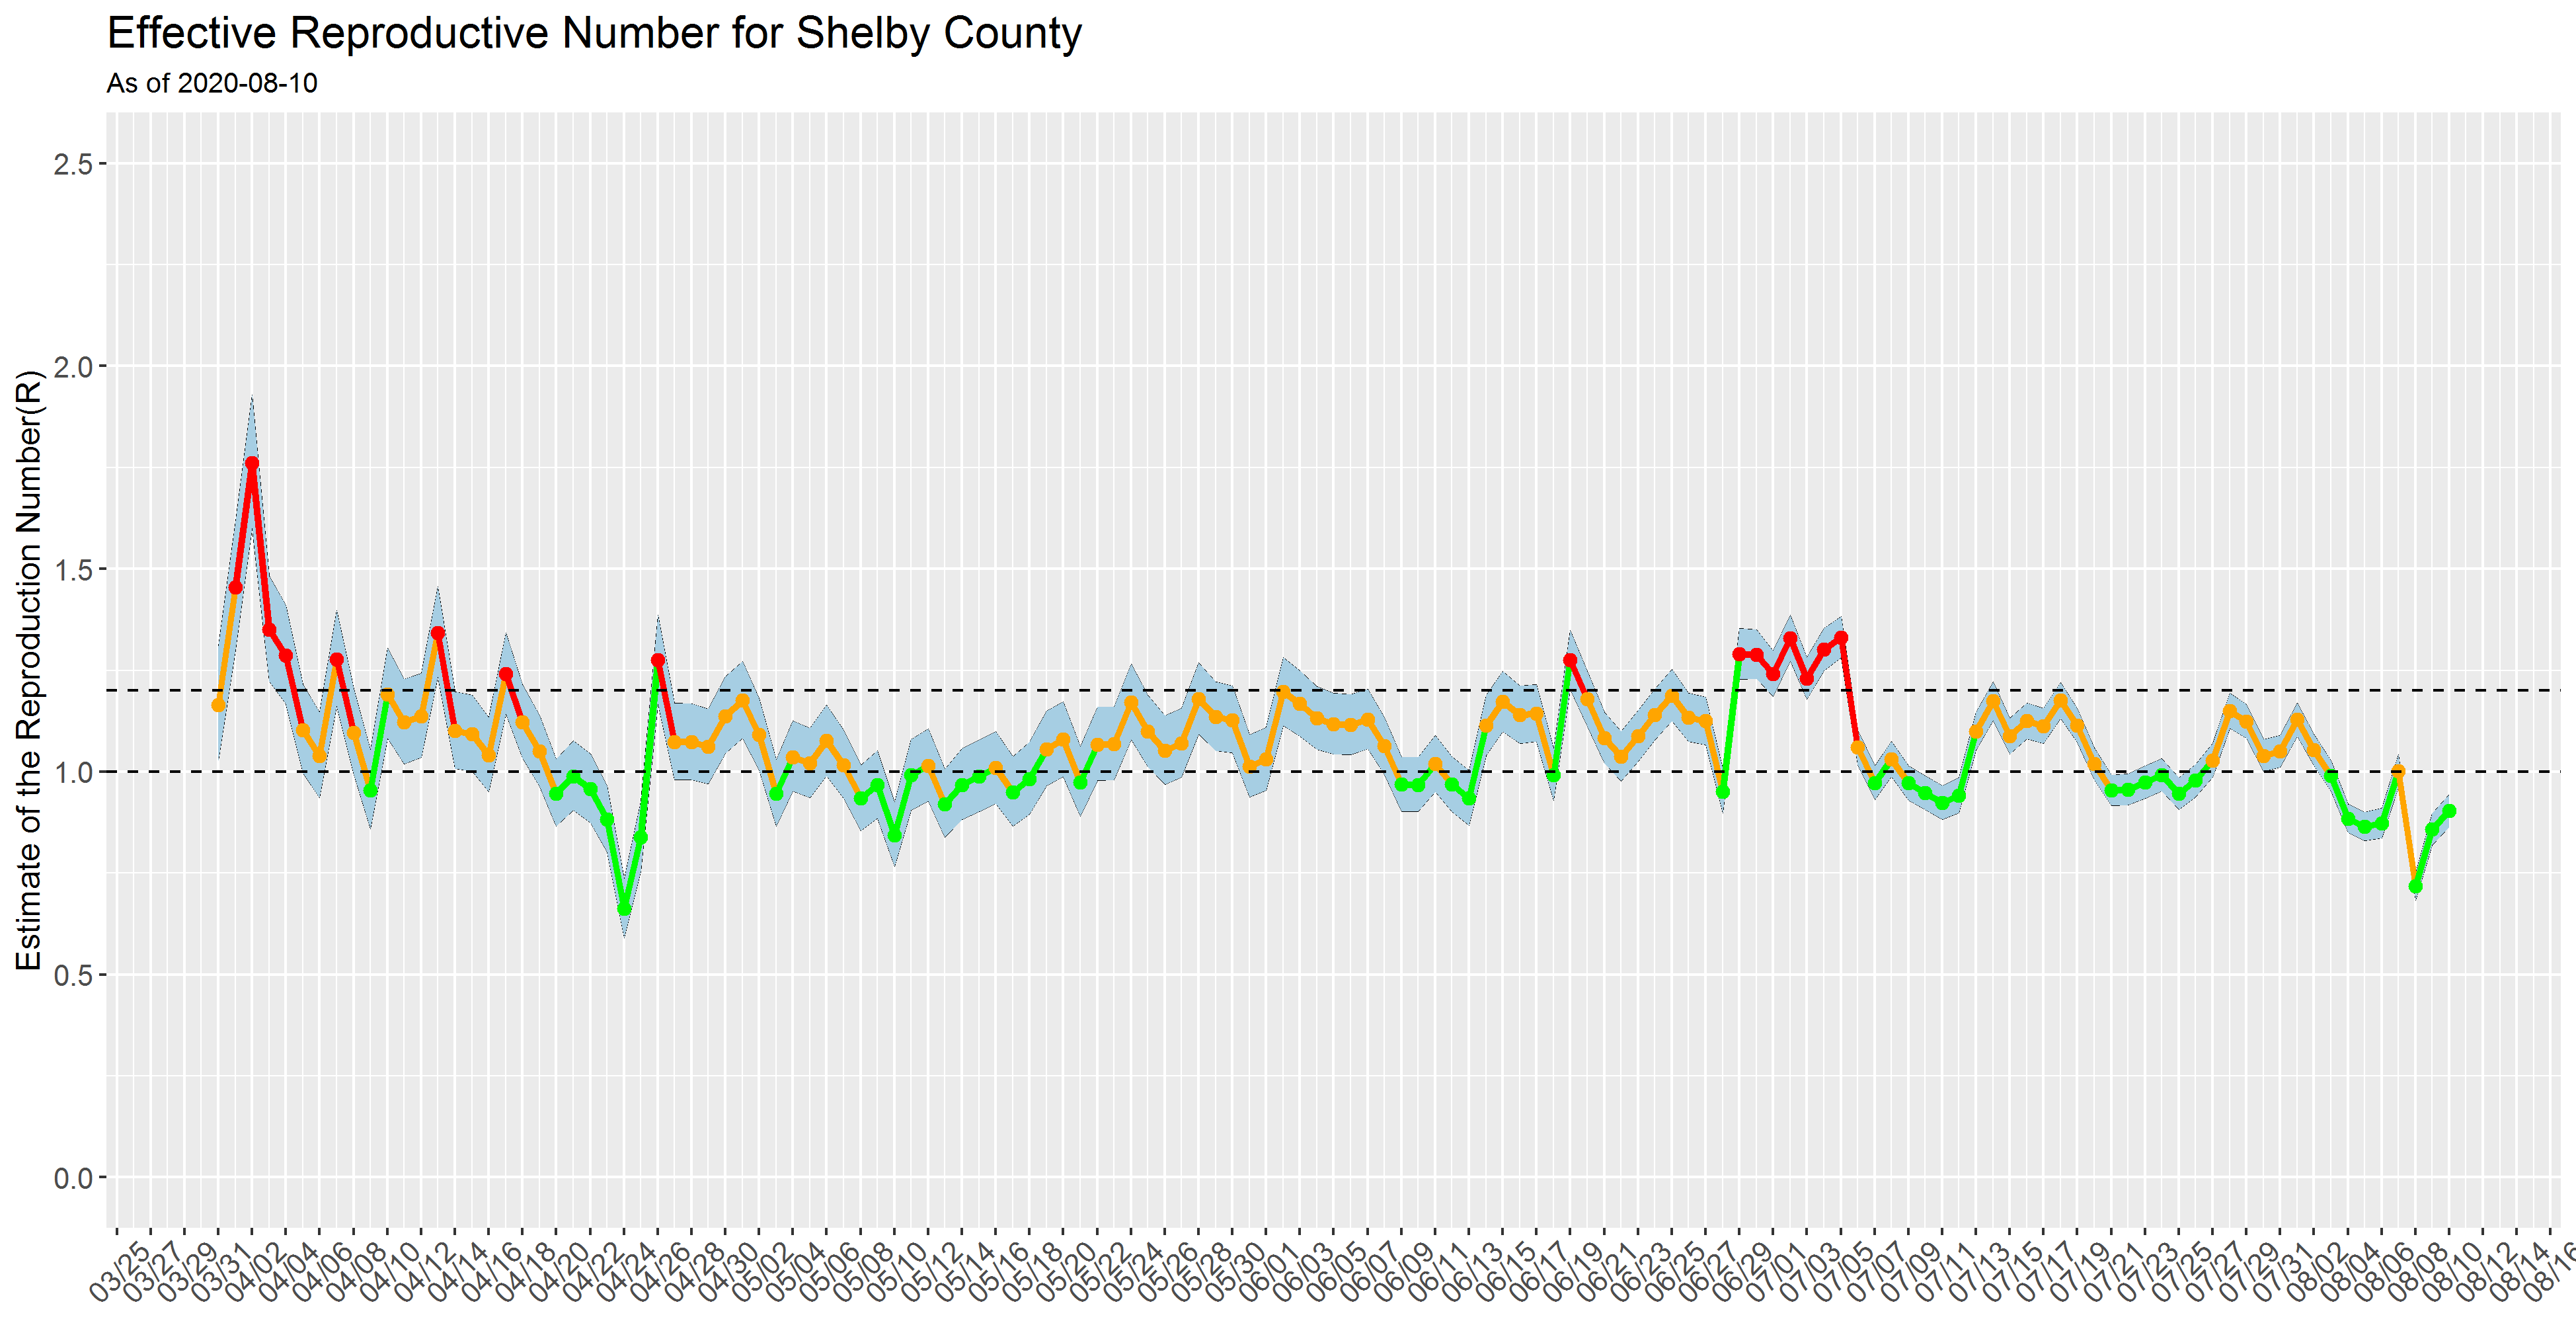 Effective Reproductive Number for Shelby County
As of 2020-08-10
Estimate of the Reproduction Number(R)
2.5
2.0
1.5
1.0
0.5
0.0
03/25 03/27 03/29 03/31 04/02 04/04 04/06 04/08 04/10 04/12 04/14 04/16 04/18 04/20 04/22 04/24 04/26 04/28 04/30 05/02 05/04 05/06 05/08 05/10 05/12 05/14 05/16 05/18 05/20 05/22 05/24 05/26 05/28 05/30 06/01 06/03 06/05 06/07 06/09 06/11 06/13 06/15 06/17 06/19 06/21 06/23 06/25 06/27 06/29 07/01 07/03 07/05 07/07 07/09 07/11 07/13 07/15 07/17 07/19 07/21 07/23 07/25 07/27 07/29 07/31 08/02 08/04 08/06 08/08 08/10 08/12 08/14 08/16